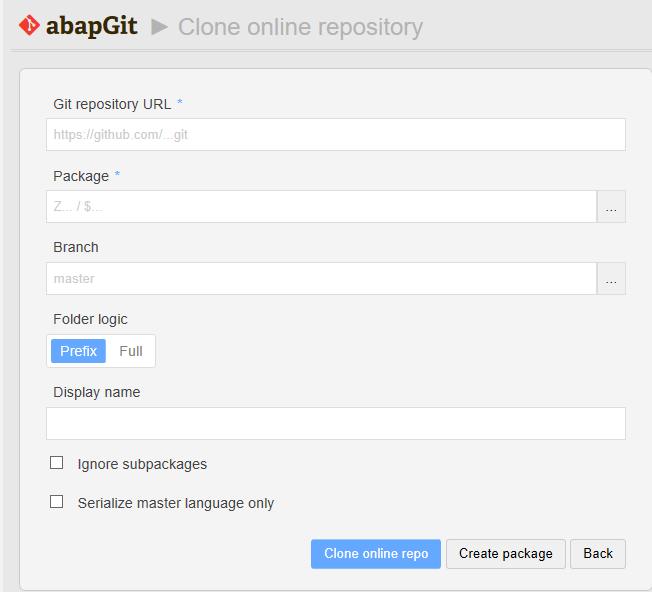 abapGit ▶ Clone online repository
Git repository URL *
https://github.com/...git
Package *
Z... / $...
...
Branch
master
...
Folder logic
Prefix Full
Display name
Ignore subpackages
Serialize master language only
Clone online repo Create package Back